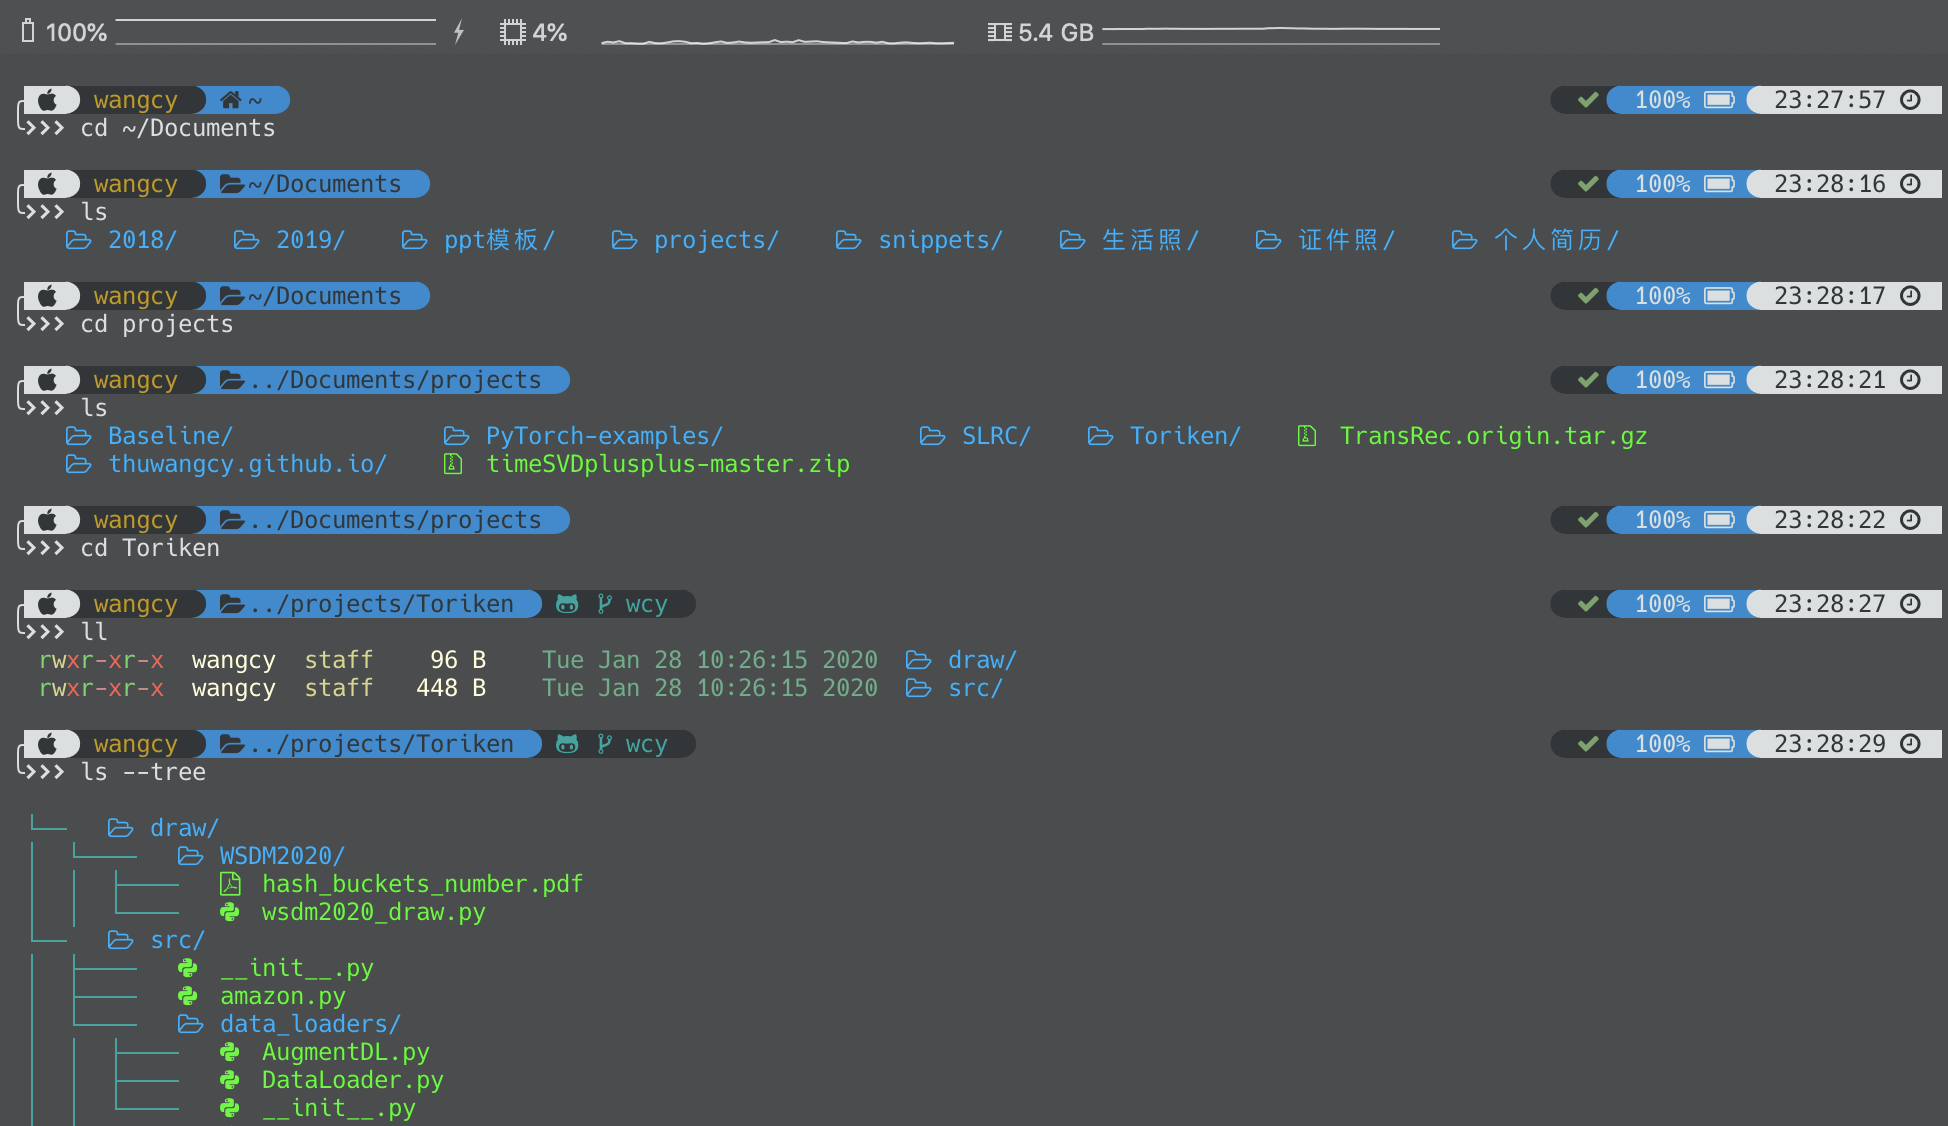 100% 4% 5.4 GB
wangcy ~ 100% 23:27:57
>>> cd ~/Documents
wangcy ~/Documents 100% 23:28:16
>>> ls
2018/ 2019/ ppt模板/ projects/ snippets/ 生活照/ 证件照/ 个人简历/
wangcy ~/Documents 100% 23:28:17
>>> cd projects
wangcy ../Documents/projects 100% 23:28:21
>>> ls
Baseline/ PyTorch-examples/ SLRC/ Toriken/ TransRec.origin.tar.gz
thuwangcy.github.io/ timeSVDplusplus-master.zip
wangcy ../Documents/projects 100% 23:28:22
>>> cd Toriken
wangcy ../projects/Toriken wcy 100% 23:28:27
>>> ll
rwxr-xr-x wangcy staff 96 B Tue Jan 28 10:26:15 2020 draw/
rwxr-xr-x wangcy staff 448 B Tue Jan 28 10:26:15 2020 src/
wangcy ../projects/Toriken wcy 100% 23:28:29
>>> ls --tree
draw/
WSDM2020/
hash_buckets_number.pdf
wsdm2020_draw.py
src/
__init__.py
amazon.py
data_loaders/
AugmentDL.py
DataLoader.py
__init__.py